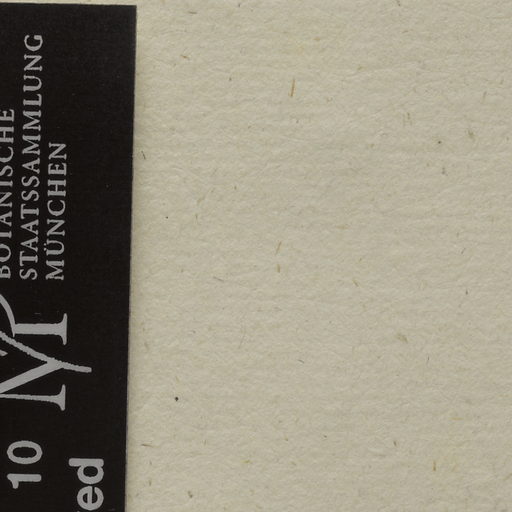 BOTANISCHE
STAATSSAMMLUNG
MÜNCHEN
10